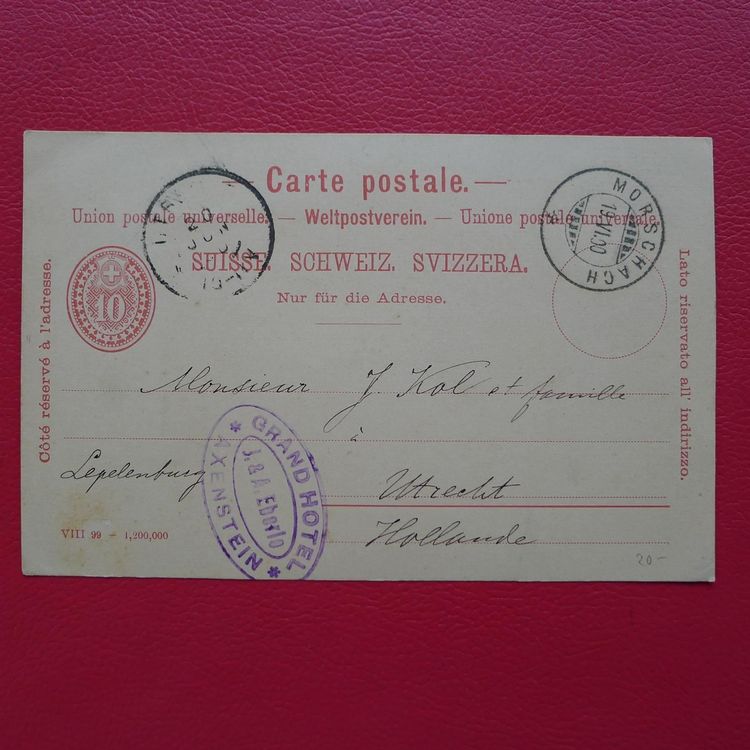 — Carte postale. —
Union postale universelle. — Weltpostverein. — Unione postale universale.
SUISSE. SCHWEIZ. SVIZZERA.
Nur für die Adresse.
10
Côté réservé à l'adresse.
Lato riservato all' indirizzo.
MORSCHACH
Monsieur J. Kol et famille
à
Lepelenburg
Utrecht
Hollande
GRAND HOTEL
J. & A. Eberle
* AXENSTEIN *
VIII 99 - 1,200,000
20-